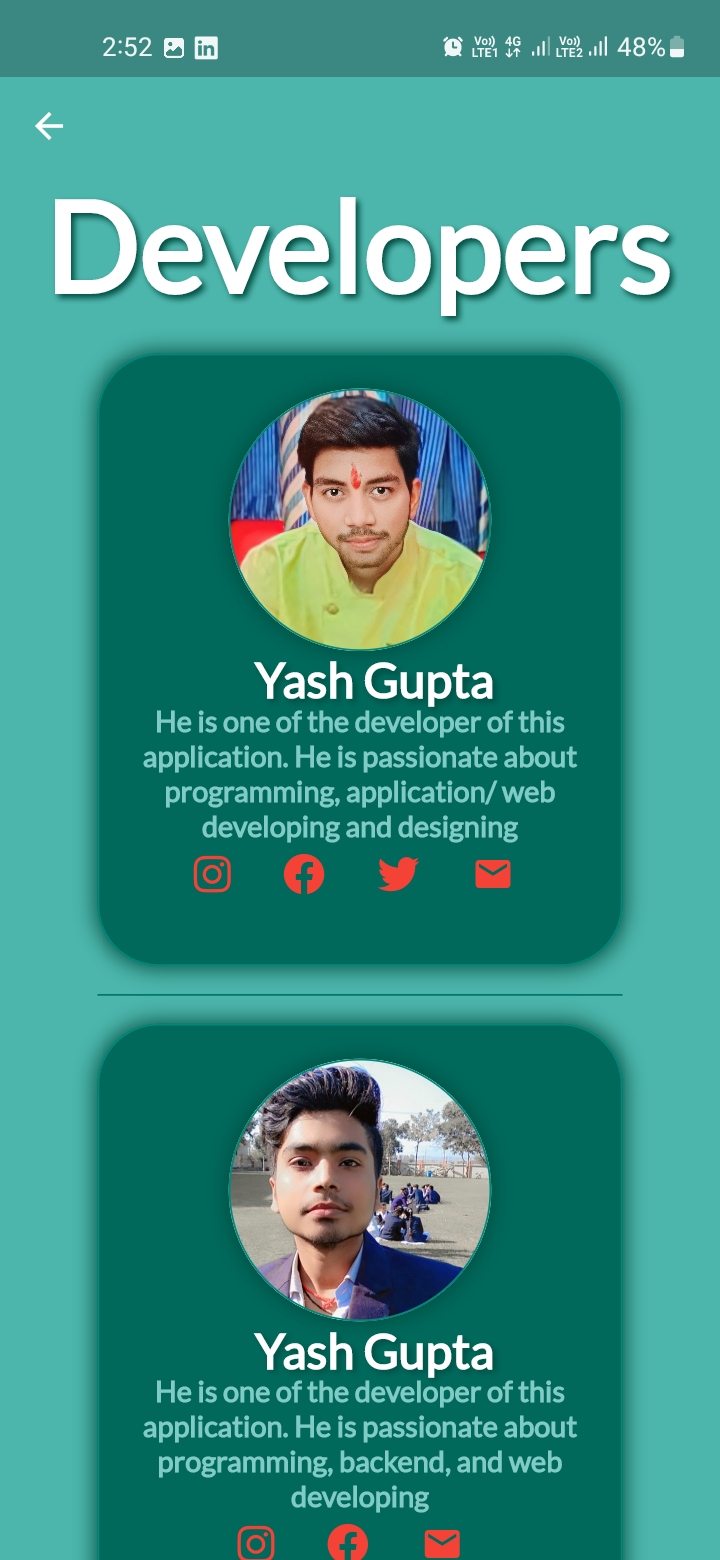 2:52 Vo)) LTE1 4G Vo)) LTE2 48%
Developers
Yash Gupta
He is one of the developer of this
application. He is passionate about
programming, application/ web
developing and designing
Yash Gupta
He is one of the developer of this
application. He is passionate about
programming, backend, and web
developing